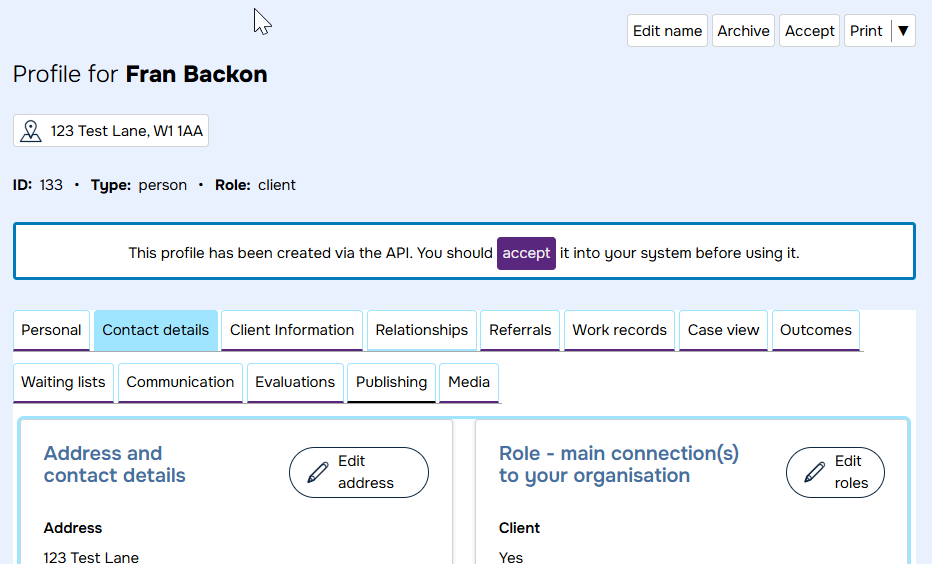 Edit name Archive Accept Print ▼
Profile for Fran Backon
123 Test Lane, W1 1AA
ID: 133 • Type: person • Role: client
This profile has been created via the API. You should accept it into your system before using it.
Personal Contact details Client Information Relationships Referrals Work records Case view Outcomes
Waiting lists Communication Evaluations Publishing Media
Address and
contact details
Edit
address
Address
123 Test Lane
Role - main connection(s)
to your organisation
Edit
roles
Client
Yes